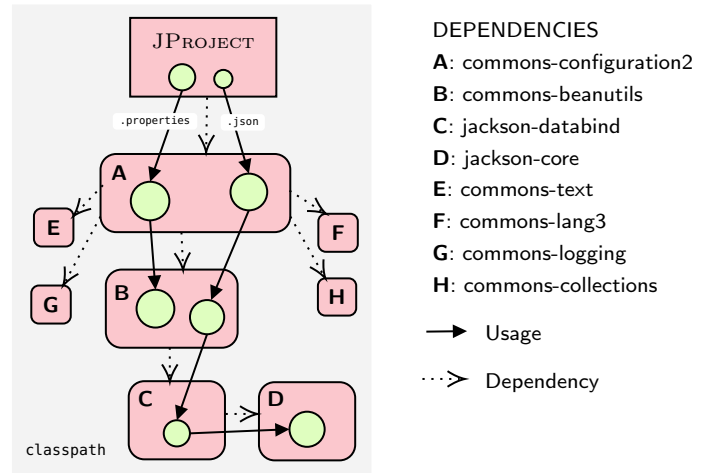 JPROJECT
.properties
.json
A
E
F
G
H
B
C
D
classpath
DEPENDENCIES
A: commons-configuration2
B: commons-beanutils
C: jackson-databind
D: jackson-core
E: commons-text
F: commons-lang3
G: commons-logging
H: commons-collections
Usage
Dependency